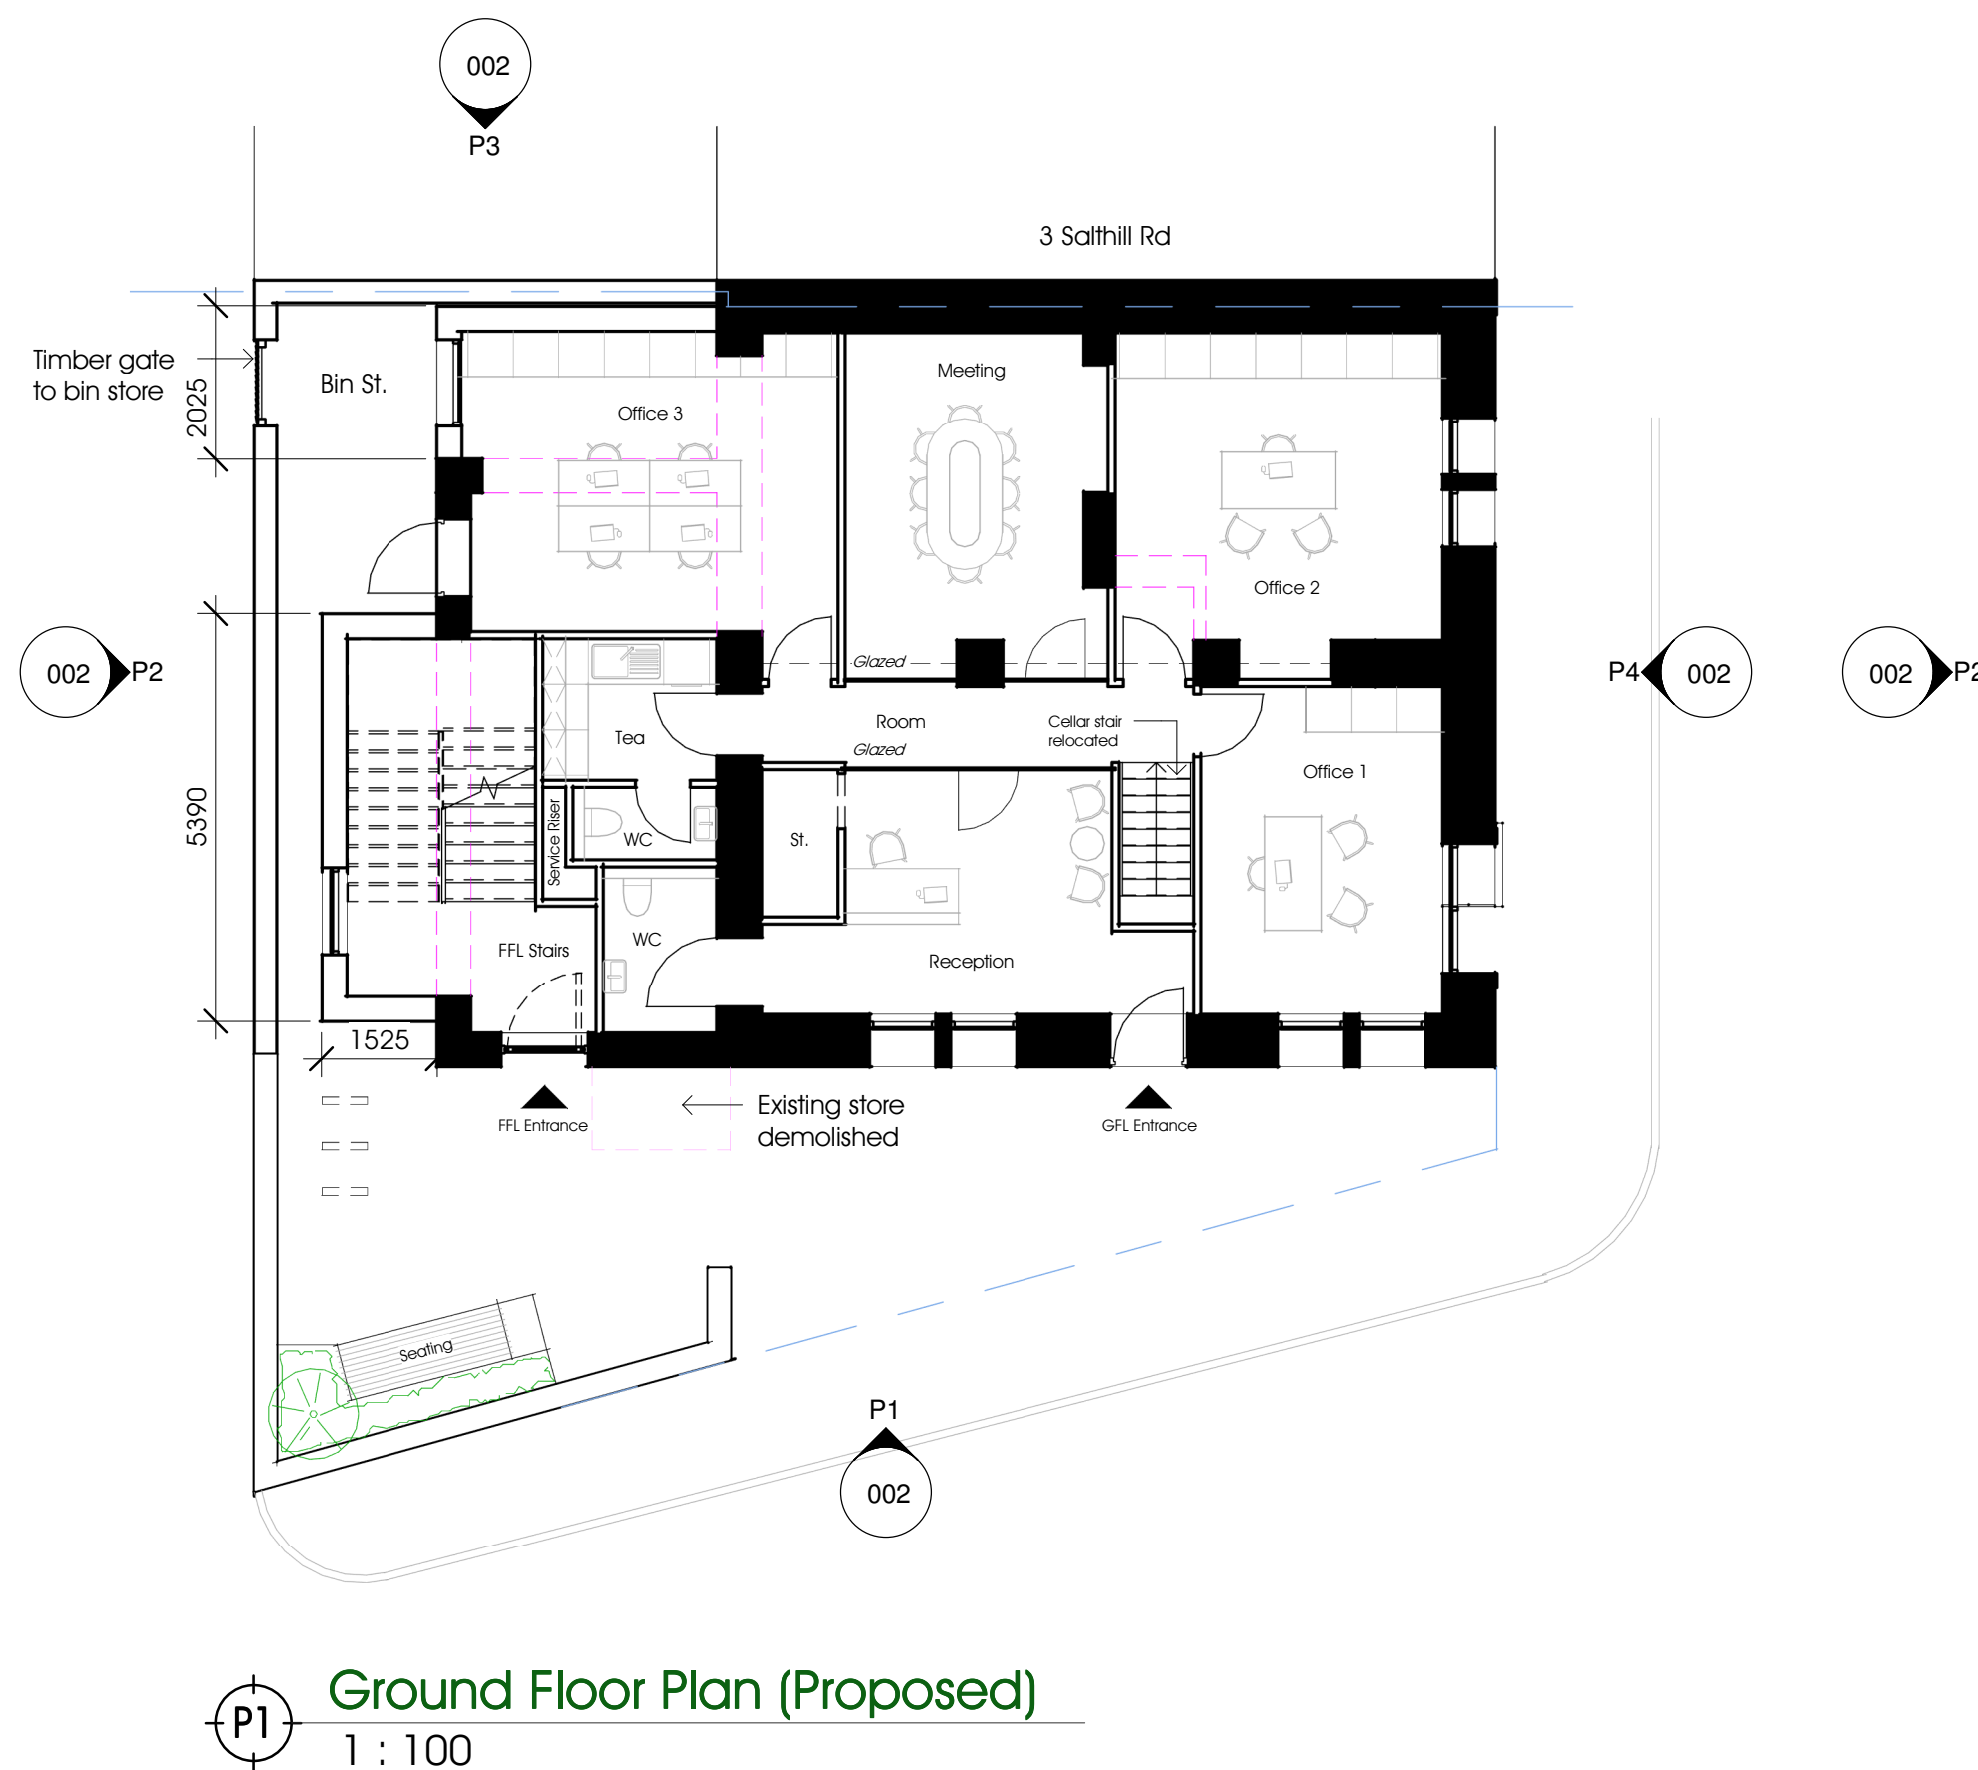 002
P3
3 Salthill Rd
Timber gate
to bin store
2025
Bin St.
Office 3
Meeting
Office 2
002
P2
P4
002
002
P2
Glazed
Room
Glazed
Cellar stair
relocated
Tea
Office 1
5390
Service Riser
WC
St.
WC
FFL Stairs
Reception
1525
FFL Entrance
Existing store
demolished
GFL Entrance
Seating
P1
002
P1
Ground Floor Plan (Proposed)
1 : 100